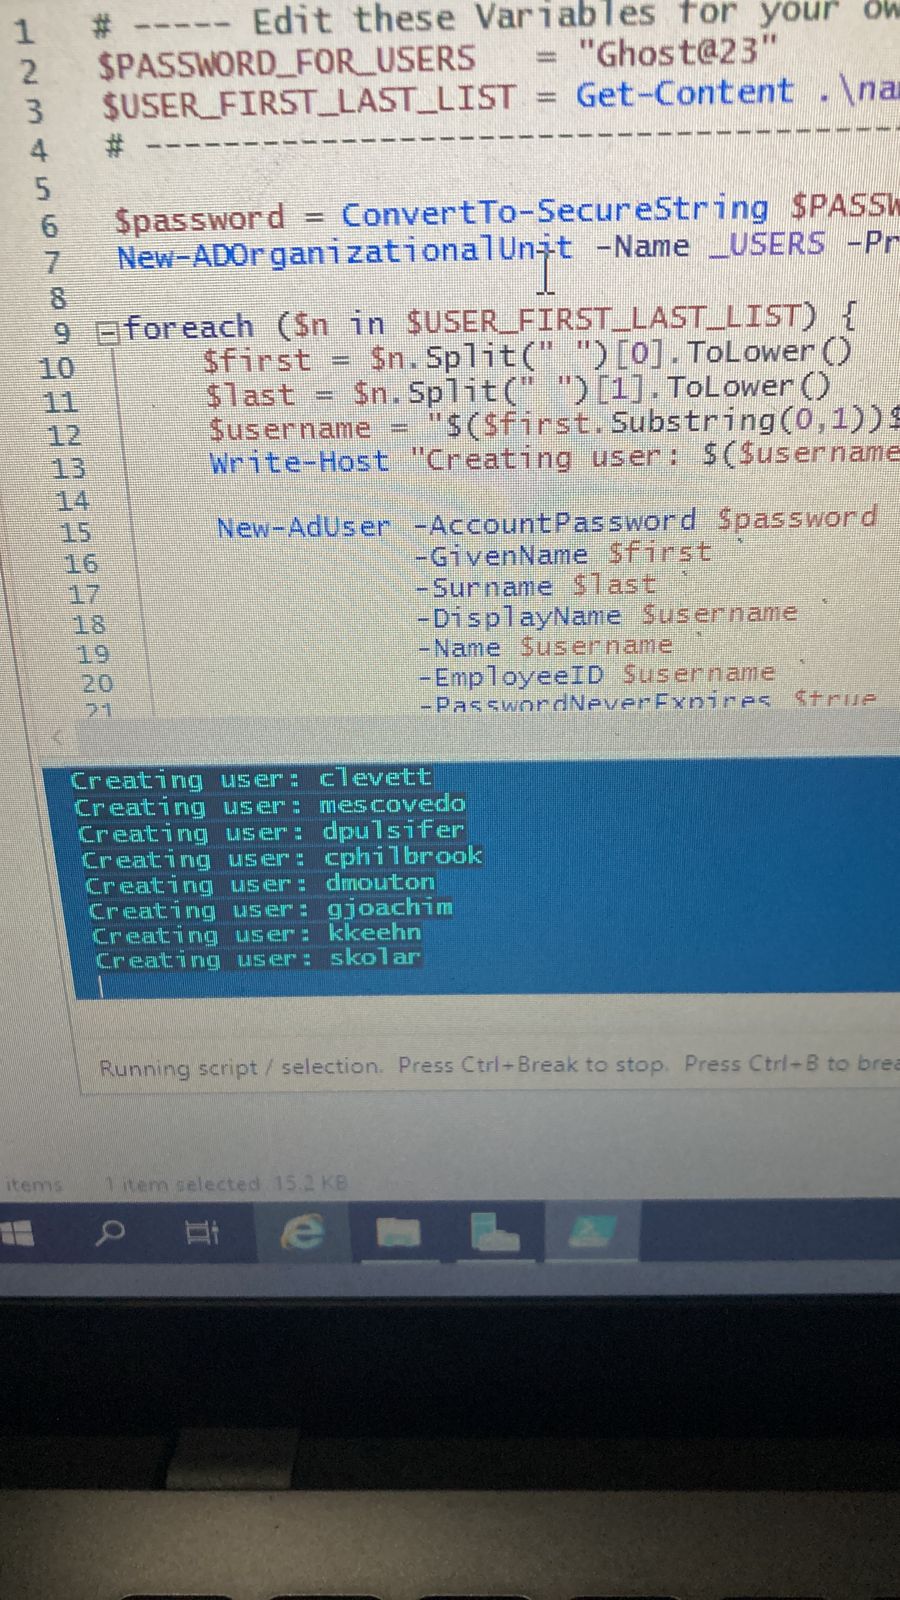 1 # ----- Edit these Variables for your ow
2 $PASSWORD_FOR_USERS = "Ghost@23"
3 $USER_FIRST_LAST_LIST = Get-Content .\na
4 # ------------------------------------------
5
6 $password = ConvertTo-SecureString $PASSW
7 New-ADOrganizationalUnit -Name _USERS -Pr
8
9 foreach ($n in $USER_FIRST_LAST_LIST) {
10 $first = $n.Split(" ")[0].ToLower()
11 $last = $n.Split(" ")[1].ToLower()
12 $username = "$($first.Substring(0,1))$
13 Write-Host "Creating user: $($username
14
15 New-AdUser -AccountPassword $password
16 -GivenName $first `
17 -Surname $last `
18 -DisplayName $username `
19 -Name $username `
20 -EmployeeID $username `
21 -PasswordNeverExpires $true
Creating user: clevett
Creating user: mescovedo
Creating user: dpulsifer
Creating user: cphilbrook
Creating user: dmouton
Creating user: gjoachim
Creating user: kkeehn
Creating user: skolar
Running script / selection. Press Ctrl+Break to stop. Press Ctrl+B to brea
items 1 item selected 15.2 KB